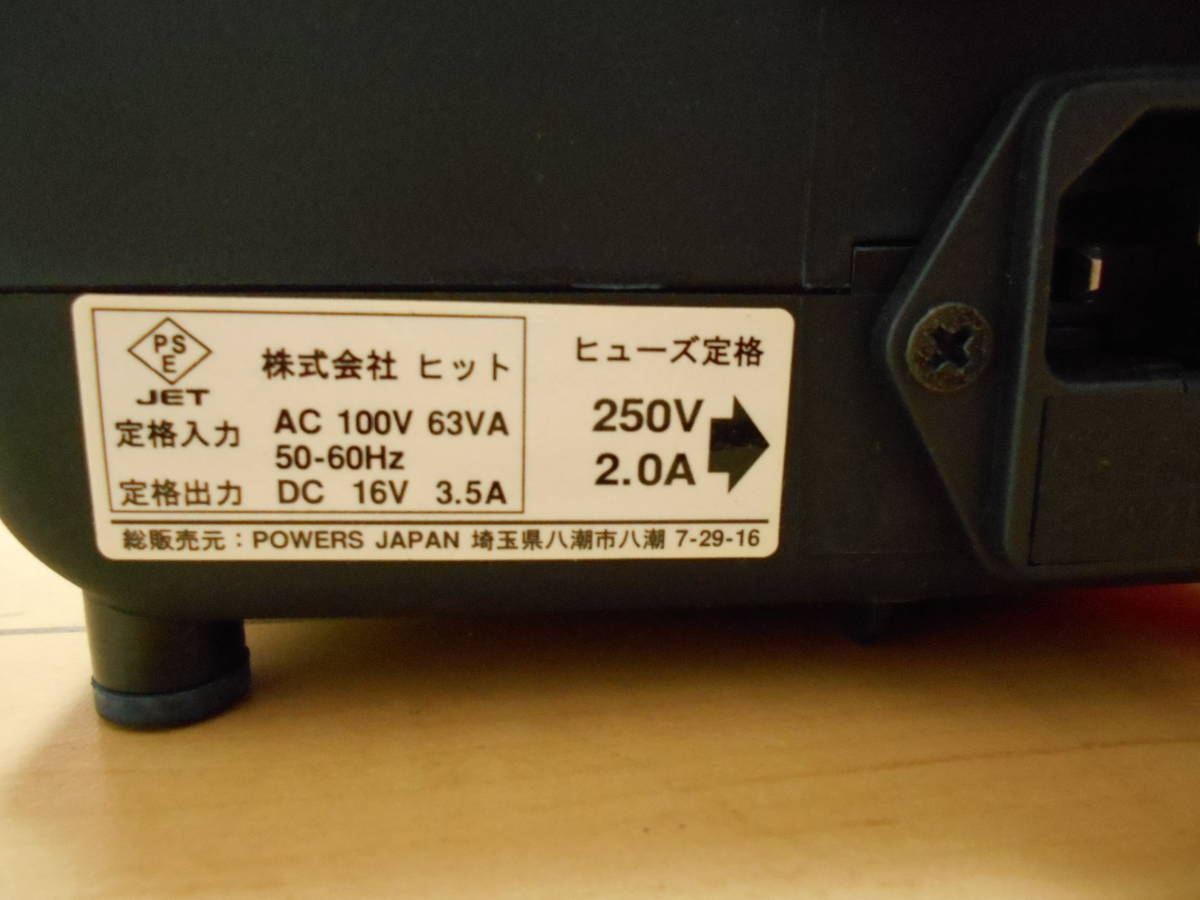 PS
E
JET
株式会社 ヒット
定格入力 AC 100V 63VA
50-60Hz
定格出力 DC 16V 3.5A
ヒューズ定格
250V
2.0A
総販売元：POWERS JAPAN 埼玉県八潮市八潮 7-29-16